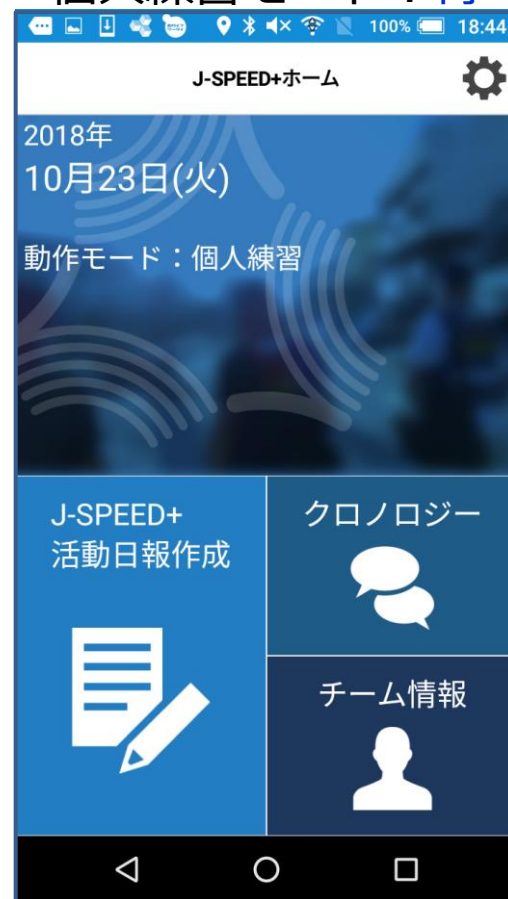 100% 18:44
J-SPEED+ホーム
2018年
10月23日(火)
動作モード：個人練習
J-SPEED+
活動日報作成
クロノロジー
チーム情報